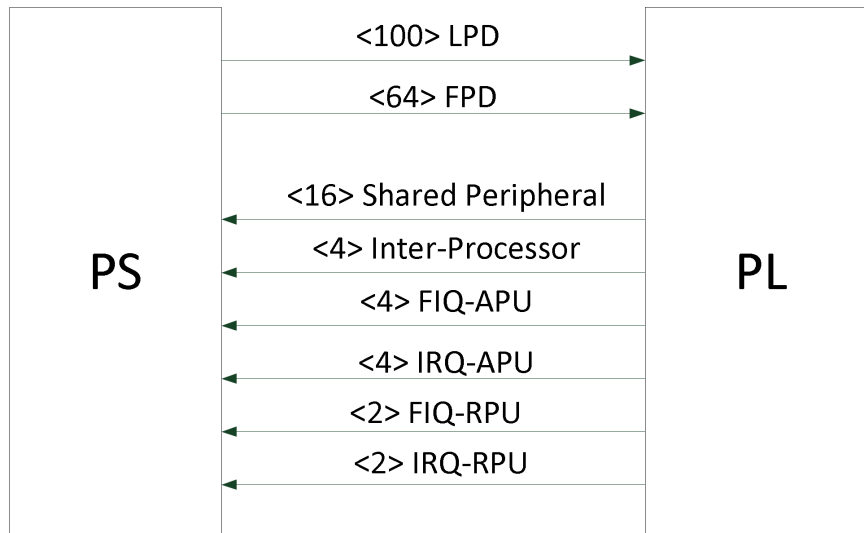 <100> LPD
<64> FPD
<16> Shared Peripheral
<4> Inter-Processor
PS
PL
<4> FIQ-APU
<4> IRQ-APU
<2> FIQ-RPU
<2> IRQ-RPU